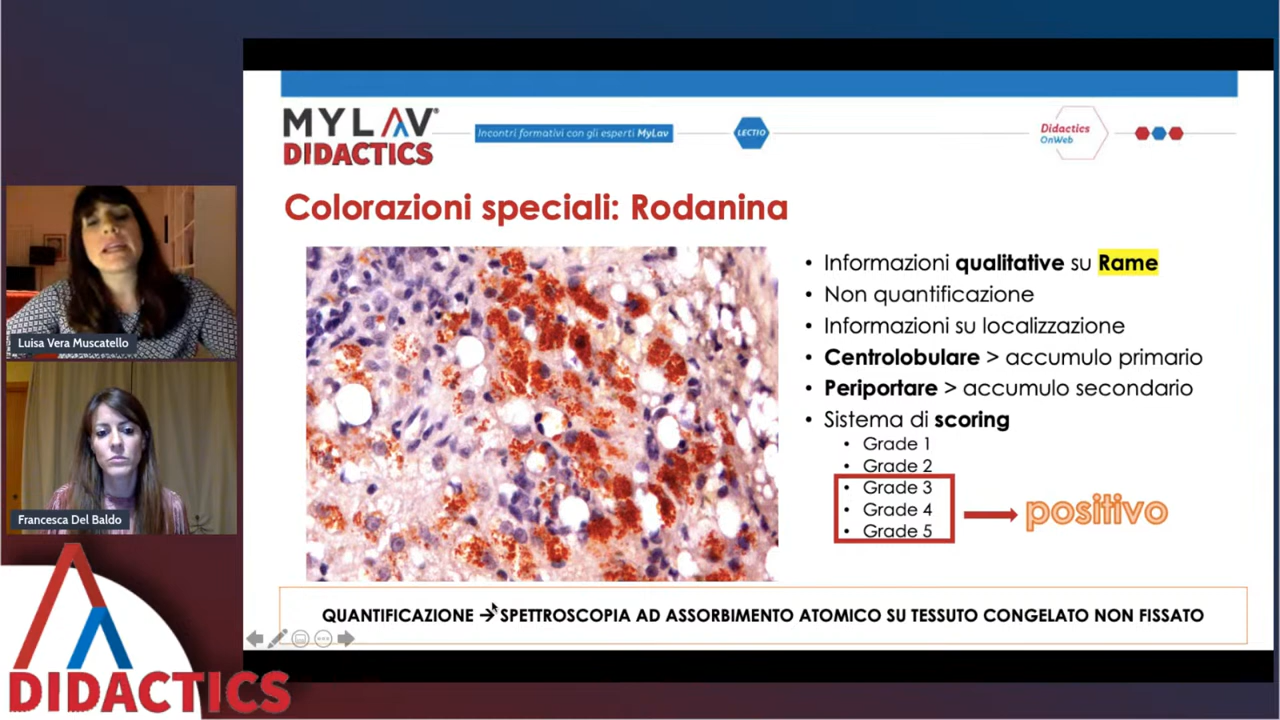 MYLAV®
DIDACTICS
Incontri formativi con gli esperti MyLav
LECTIO
Didactics
OnWeb
Colorazioni speciali: Rodanina
• Informazioni qualitative su Rame
• Non quantificazione
• Informazioni su localizzazione
• Centrolobulare > accumulo primario
• Periportare > accumulo secondario
• Sistema di scoring
• Grade 1
• Grade 2
• Grade 3
• Grade 4
• Grade 5
positivo
QUANTIFICAZIONE → SPETTROSCOPIA AD ASSORBIMENTO ATOMICO SU TESSUTO CONGELATO NON FISSATO
Luisa Vera Muscatello
Francesca Del Baldo
DIDACTICS